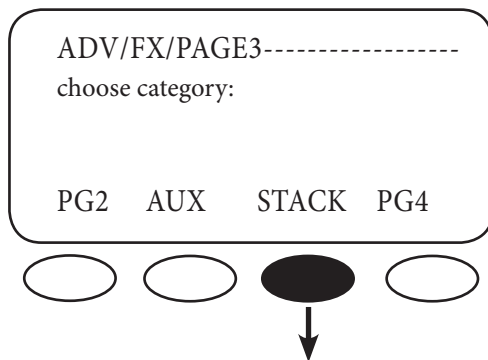 ADV/FX/PAGE3------------------
choose category:
PG2 AUX STACK PG4